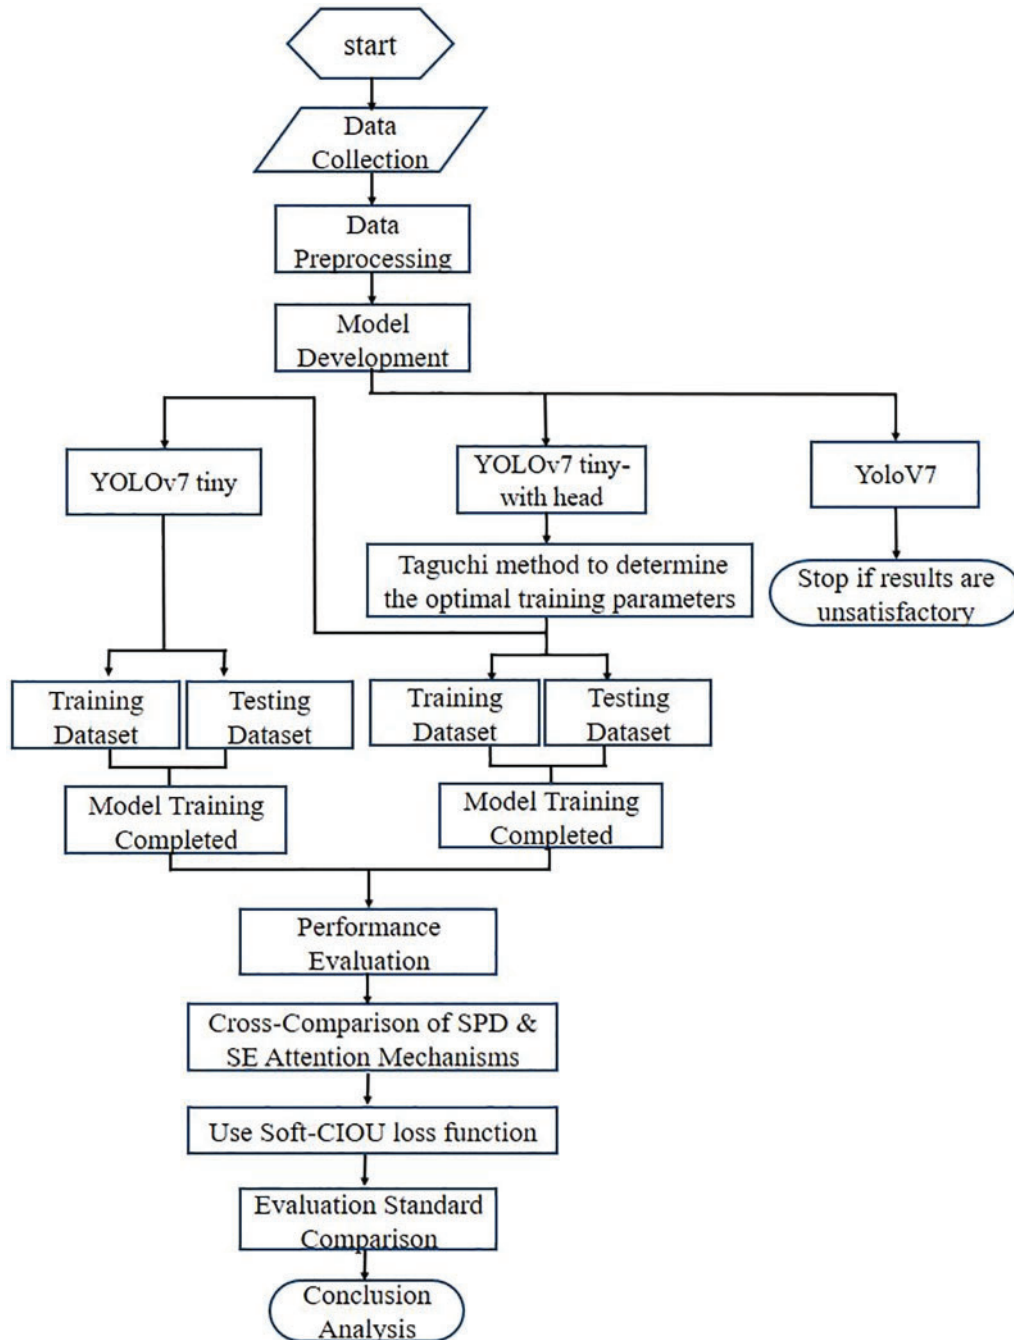 start
Data
Collection
Data
Preprocessing
Model
Development
YOLOv7 tiny
YOLOv7 tiny-
with head
YoloV7
Taguchi method to determine
the optimal training parameters
Stop if results are
unsatisfactory
Training
Dataset
Testing
Dataset
Training
Dataset
Testing
Dataset
Model Training
Completed
Model Training
Completed
Performance
Evaluation
Cross-Comparison of SPD &
SE Attention Mechanisms
Use Soft-CIOU loss function
Evaluation Standard
Comparison
Conclusion
Analysis